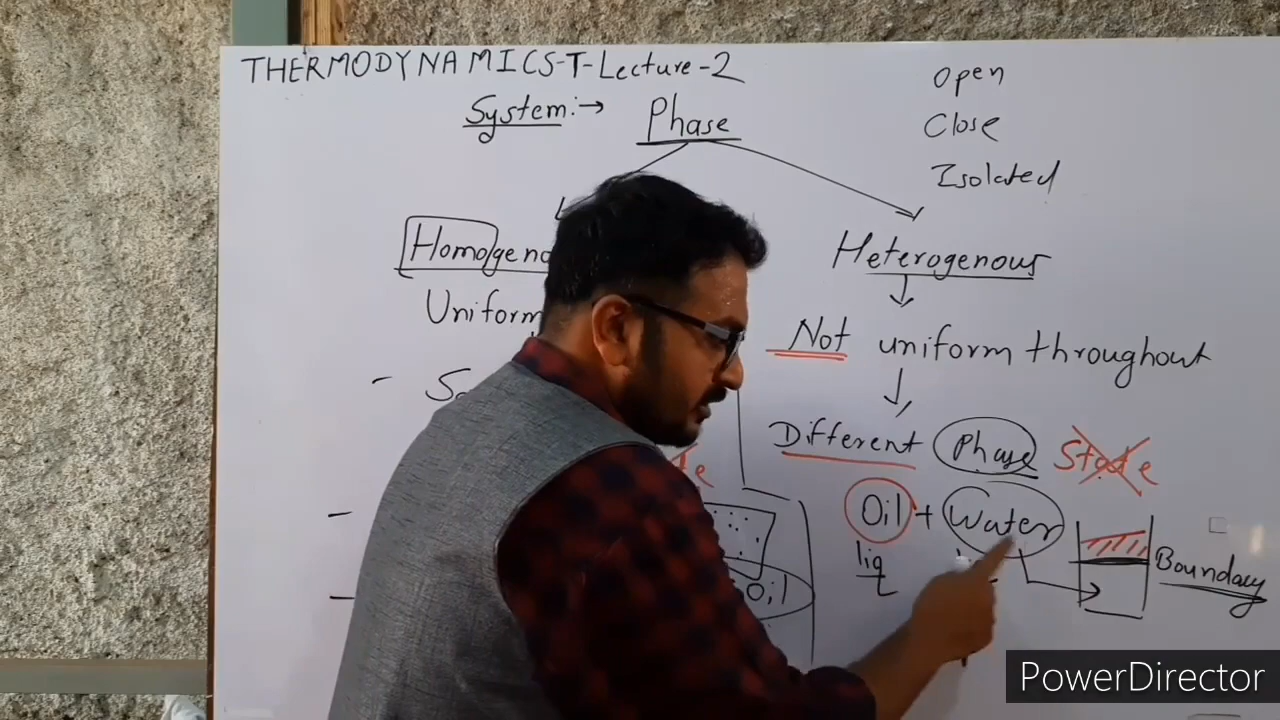 THERMODYNAMICS-T-Lecture-2
System:→ Phase
Open
Close
Isolated
Homogeno
Heterogenous
Uniform
Not uniform throughout
Different Phase State
Oil + Water
liq
Boundary
Oil
PowerDirector